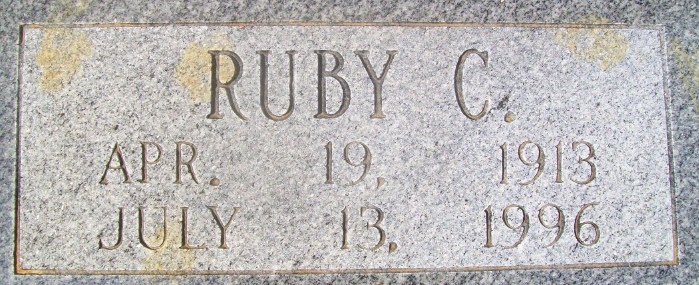 RUBY C.
APR. 19, 1913
JULY 13, 1996